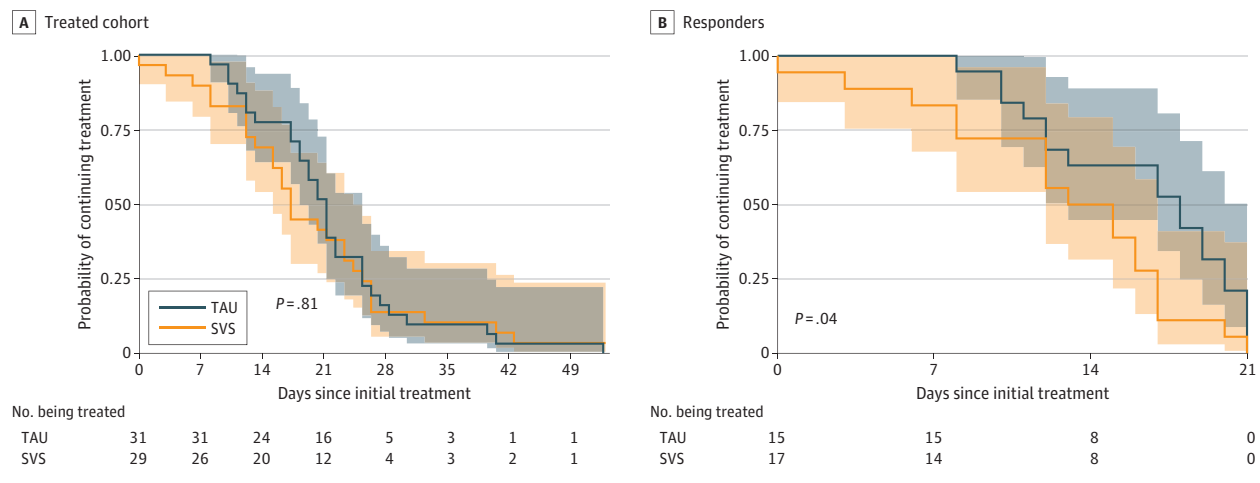 A Treated cohort
Probability of continuing treatment
1.00
0.75
050
0.25
0
TAU
SVS
P = .81
0 7 14 21 28 35 42 49
Days since initial treatment
No. being treated
TAU 31 31 24 16 5 3 1 1
SVS 29 26 20 12 4 3 2 1
B Responders
Probability of continuing treatment
1.00
0.75
050
0.25
0
P = .04
0 7 14 21
Days since initial treatment
No. being treated
TAU 15 15 8 0
SVS 17 14 8 0